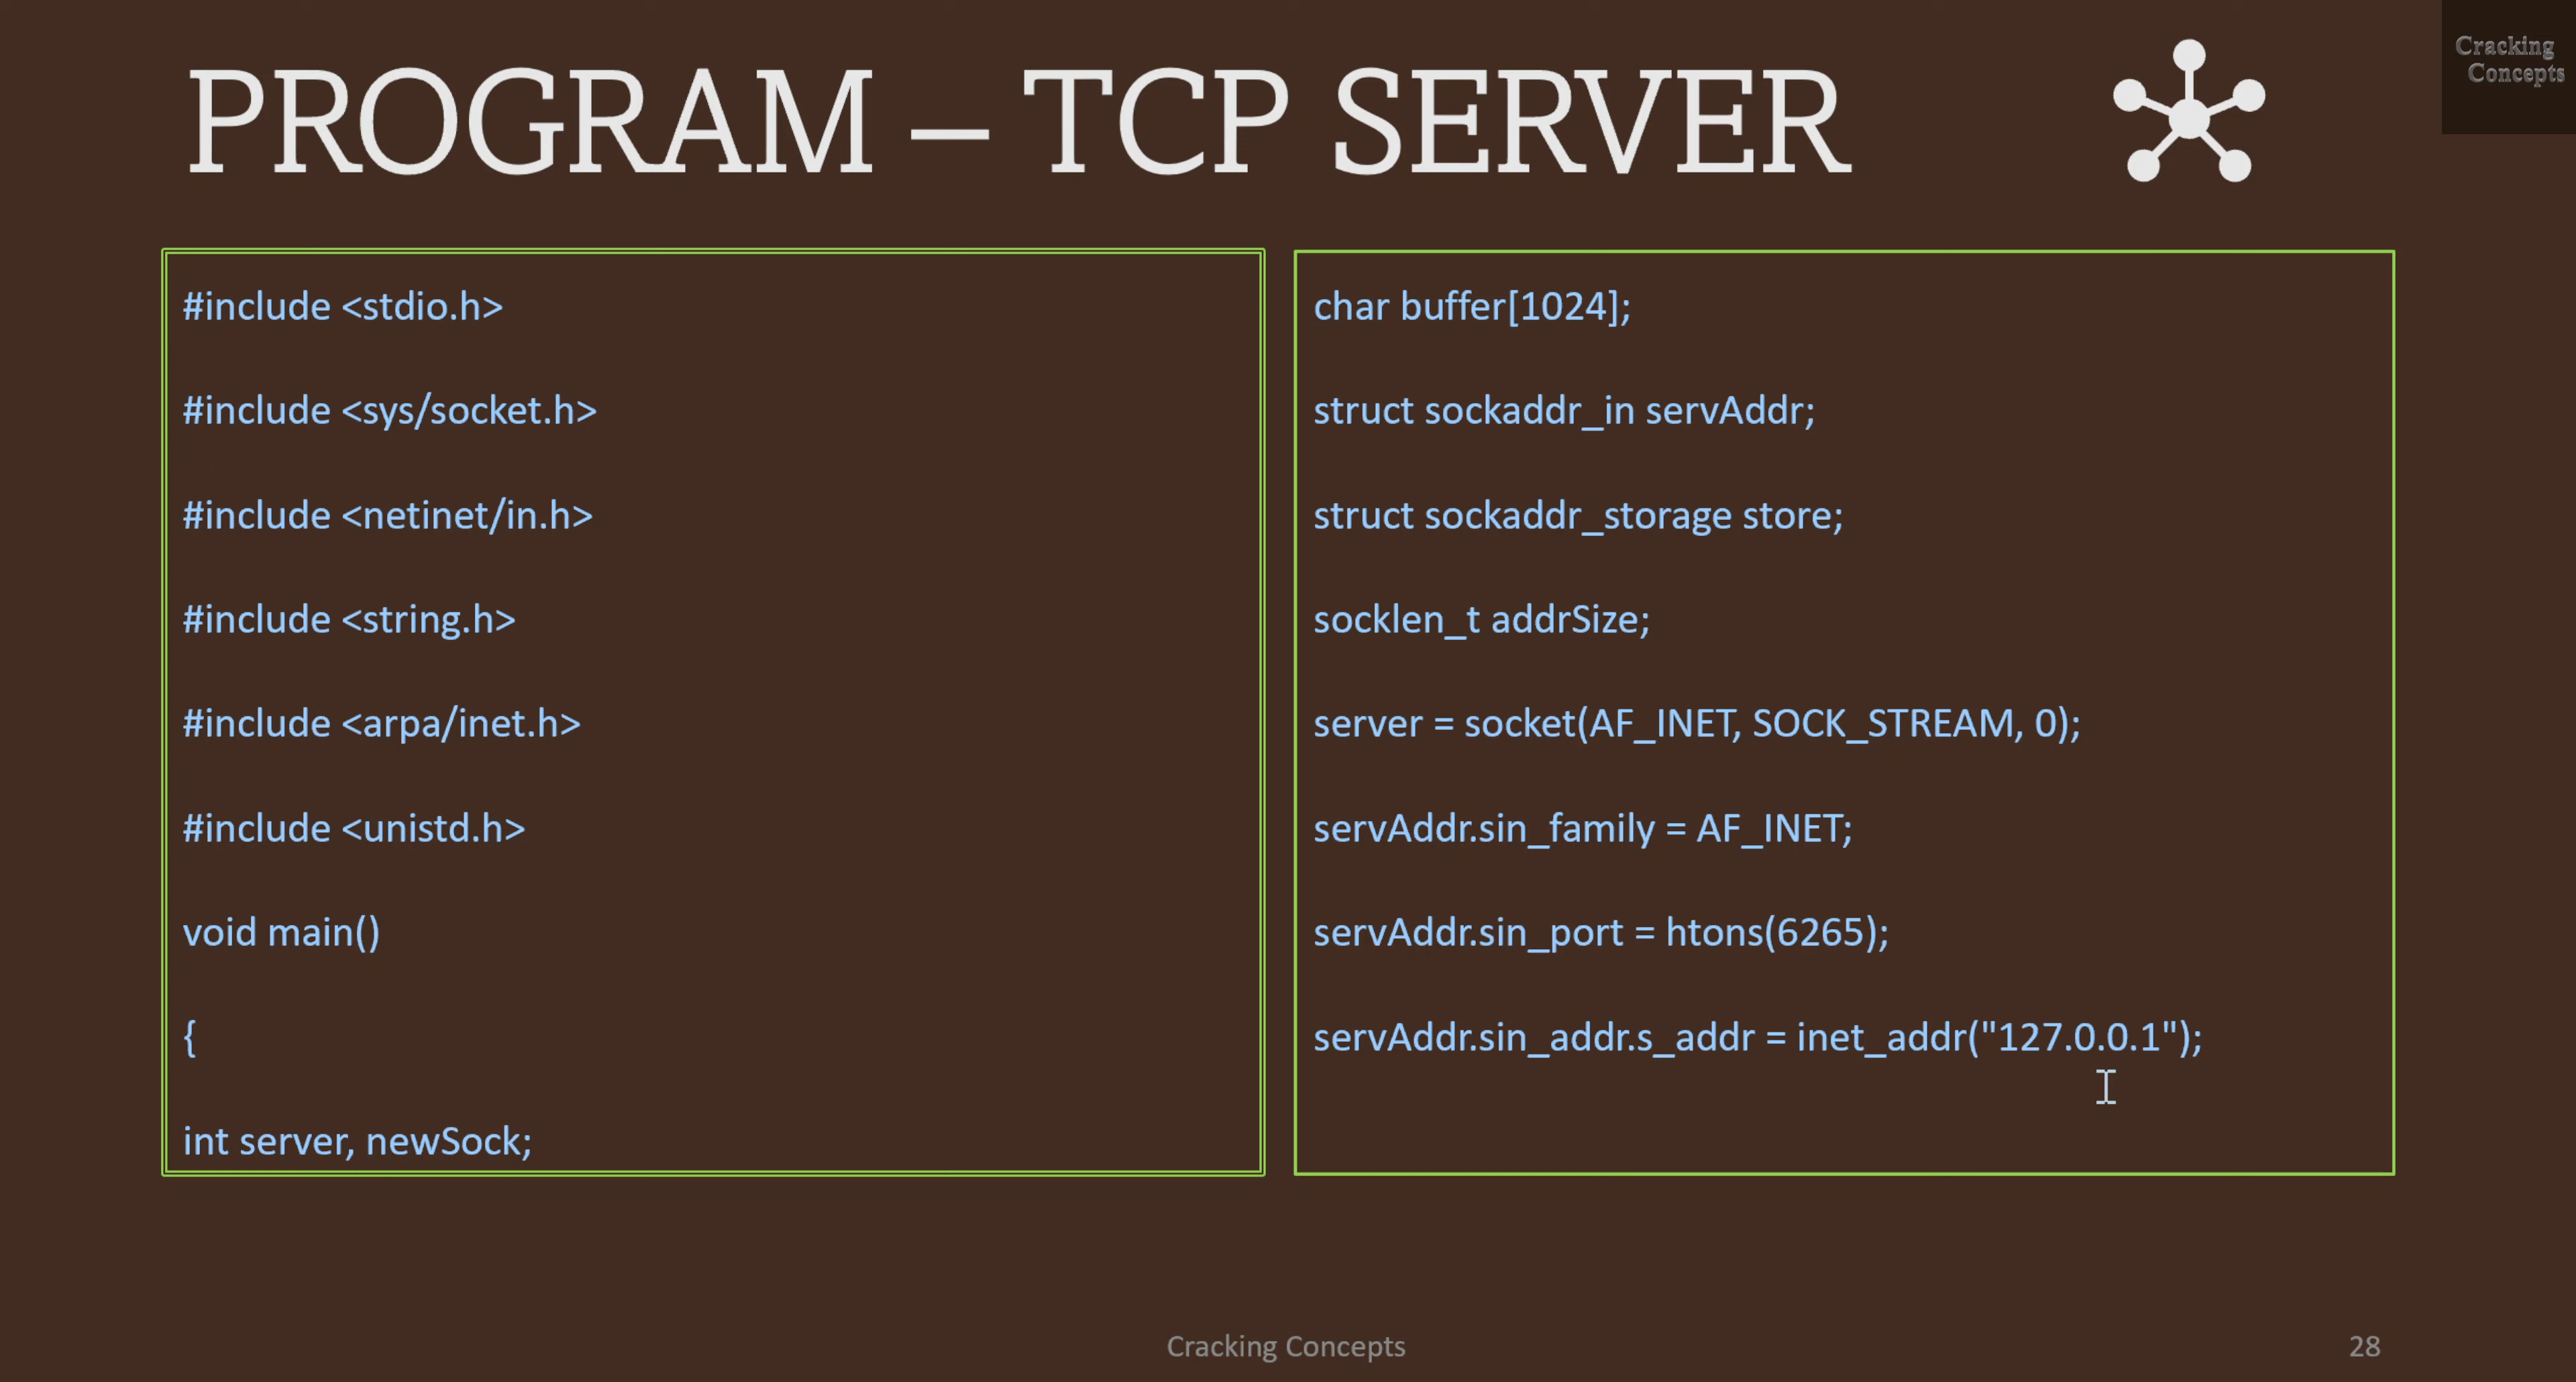 PROGRAM – TCP SERVER
Cracking
Concepts
#include <stdio.h>
#include <sys/socket.h>
#include <netinet/in.h>
#include <string.h>
#include <arpa/inet.h>
#include <unistd.h>
void main()
{
int server, newSock;
char buffer[1024];
struct sockaddr_in servAddr;
struct sockaddr_storage store;
socklen_t addrSize;
server = socket(AF_INET, SOCK_STREAM, 0);
servAddr.sin_family = AF_INET;
servAddr.sin_port = htons(6265);
servAddr.sin_addr.s_addr = inet_addr("127.0.0.1");
Cracking Concepts
28